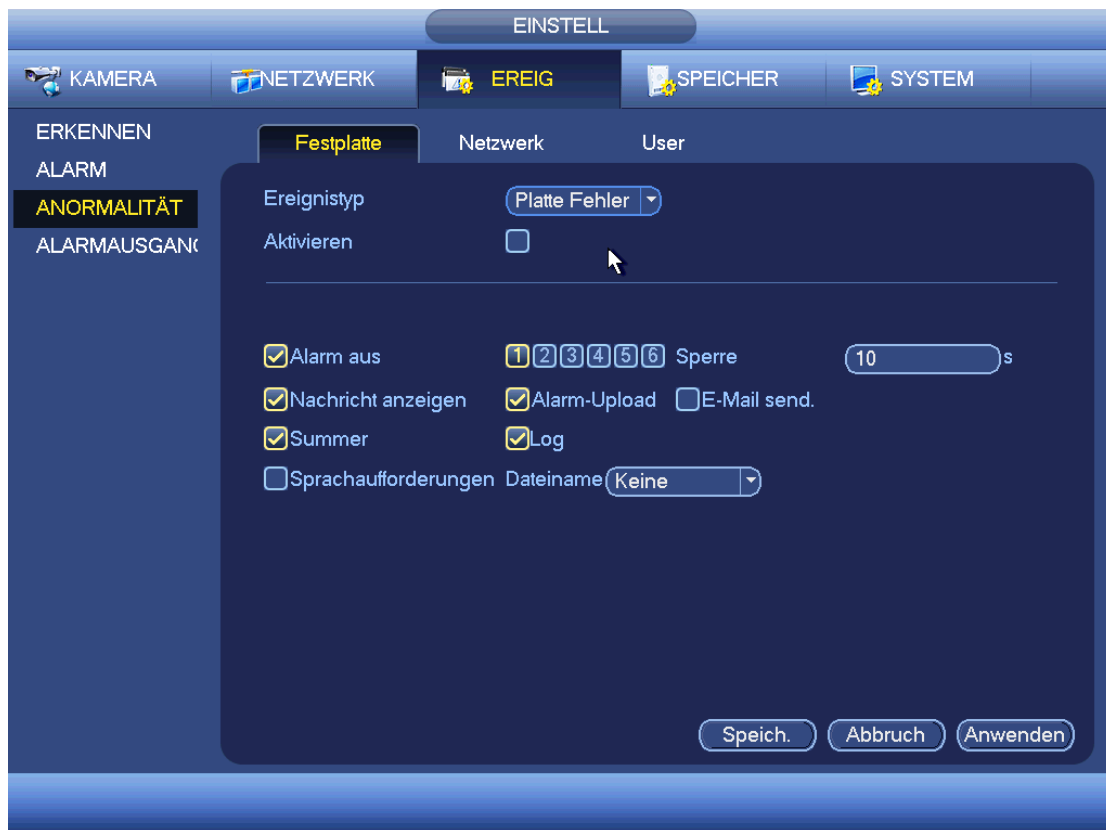 EINSTELL
KAMERA NETZWERK EREIG SPEICHER SYSTEM
ERKENNEN
ALARM
ANORMALITÄT
ALARMAUSGANG
Festplatte Netzwerk User
Ereignistyp Platte Fehler
Aktivieren
Alarm aus 1 2 3 4 5 6 Sperre 10 s
Nachricht anzeigen Alarm-Upload E-Mail send.
Summer Log
Sprachaufforderungen Dateiname Keine
Speich. Abbruch Anwenden